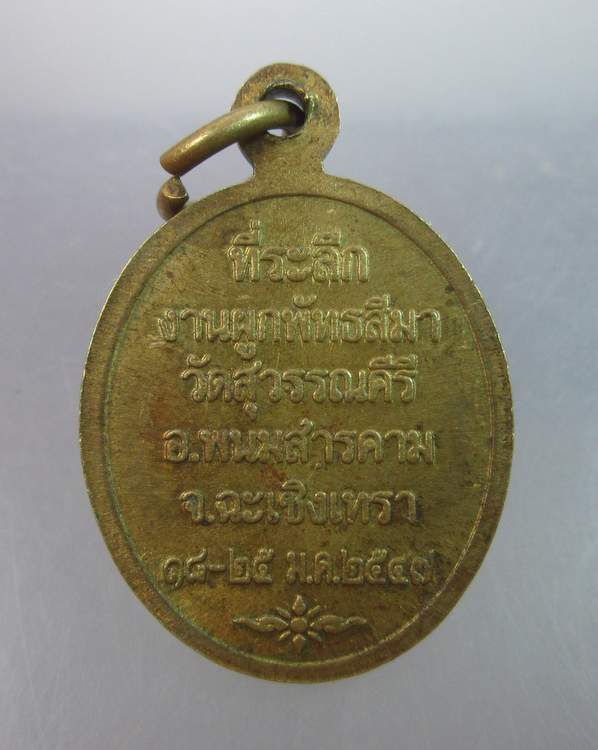 ที่ระลึก
งานผูกพัทธสีมา
วัดสุวรรณคีรี
อ.พนมสารคาม
จ.ฉะเชิงเทรา
๑๘-๒๕ ม.ค.๒๕๔๗